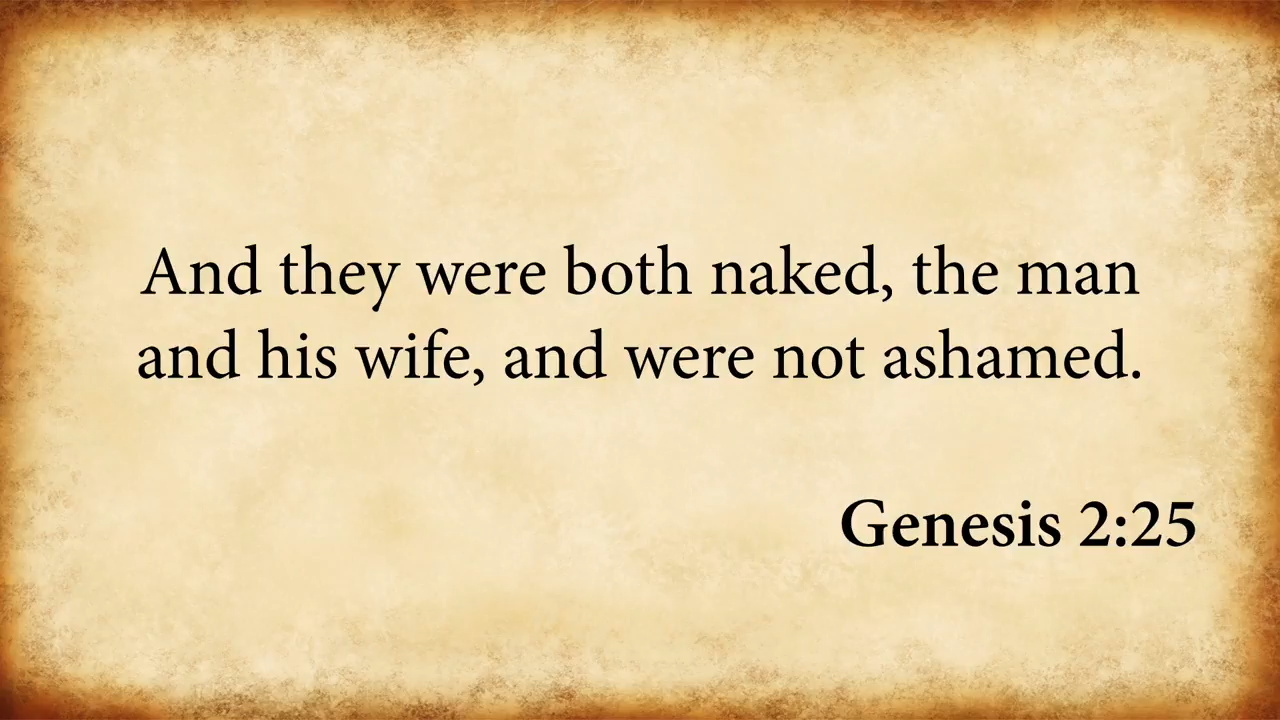 And they were both naked, the man
and his wife, and were not ashamed.
Genesis 2:25